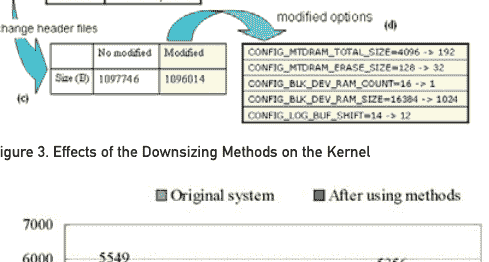 modified options
(d)
change header files
No modified Modified
Size (B) 1097746 1096014
(c)
CONFIG_MTDRAM_TOTAL_SIZE=4096 -> 192
CONFIG_MTDRAM_ERASE_SIZE=128 -> 32
CONFIG_BLK_DEV_RAM_COUNT=16 -> 1
CONFIG_BLK_DEV_RAM_SIZE=16384 -> 1024
CONFIG_LOG_BUF_SHIFT=14 -> 12
igure 3. Effects of the Downsizing Methods on the Kernel
Original system After using methods
7000
6000 5549